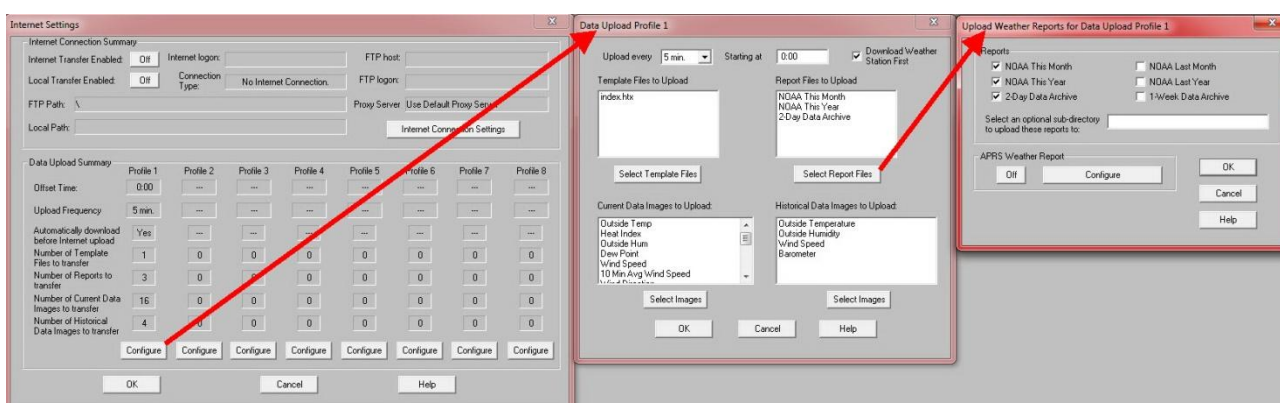 Internet Settings
Internet Connection Summary
Internet Transfer Enabled: Off Internet logon: FTP host:
Local Transfer Enabled: Off Connection Type: No Internet Connection. FTP logon:
FTP Path: \ Proxy Server Use Default Proxy Server
Local Path: Internet Connection Settings
Data Upload Summary
Profile 1 Profile 2 Profile 3 Profile 4 Profile 5 Profile 6 Profile 7 Profile 8
Offset Time: 0:00 --- --- --- --- --- --- ---
Upload Frequency 5 min. --- --- --- --- --- --- ---
Automatically download before Internet upload Yes --- --- --- --- --- --- ---
Number of Template Files to transfer 1 0 0 0 0 0 0 0
Number of Reports to transfer 3 0 0 0 0 0 0 0
Number of Current Data Images to transfer 16 0 0 0 0 0 0 0
Number of Historical Data Images to transfer 4 0 0 0 0 0 0 0
Configure Configure Configure Configure Configure Configure Configure Configure
OK Cancel Help
Data Upload Profile 1
Upload every 5 min. Starting at 0:00 Download Weather Station First
Template Files to Upload
index.htx
Select Template Files
Report Files to Upload
NOAA This Month
NOAA This Year
2-Day Data Archive
Select Report Files
Current Data Images to Upload:
Outside Temp
Heat Index
Outside Hum
Dew Point
Wind Speed
10 Min Avg Wind Speed
Wind Direction
Select Images
Historical Data Images to Upload:
Outside Temperature
Outside Humidity
Wind Speed
Barometer
Select Images
OK Cancel Help
Upload Weather Reports for Data Upload Profile 1
Reports
NOAA This Month NOAA Last Month
NOAA This Year NOAA Last Year
2-Day Data Archive 1-Week Data Archive
Select an optional sub-directory
to upload these reports to:
APRS Weather Report
Off Configure
OK
Cancel
Help